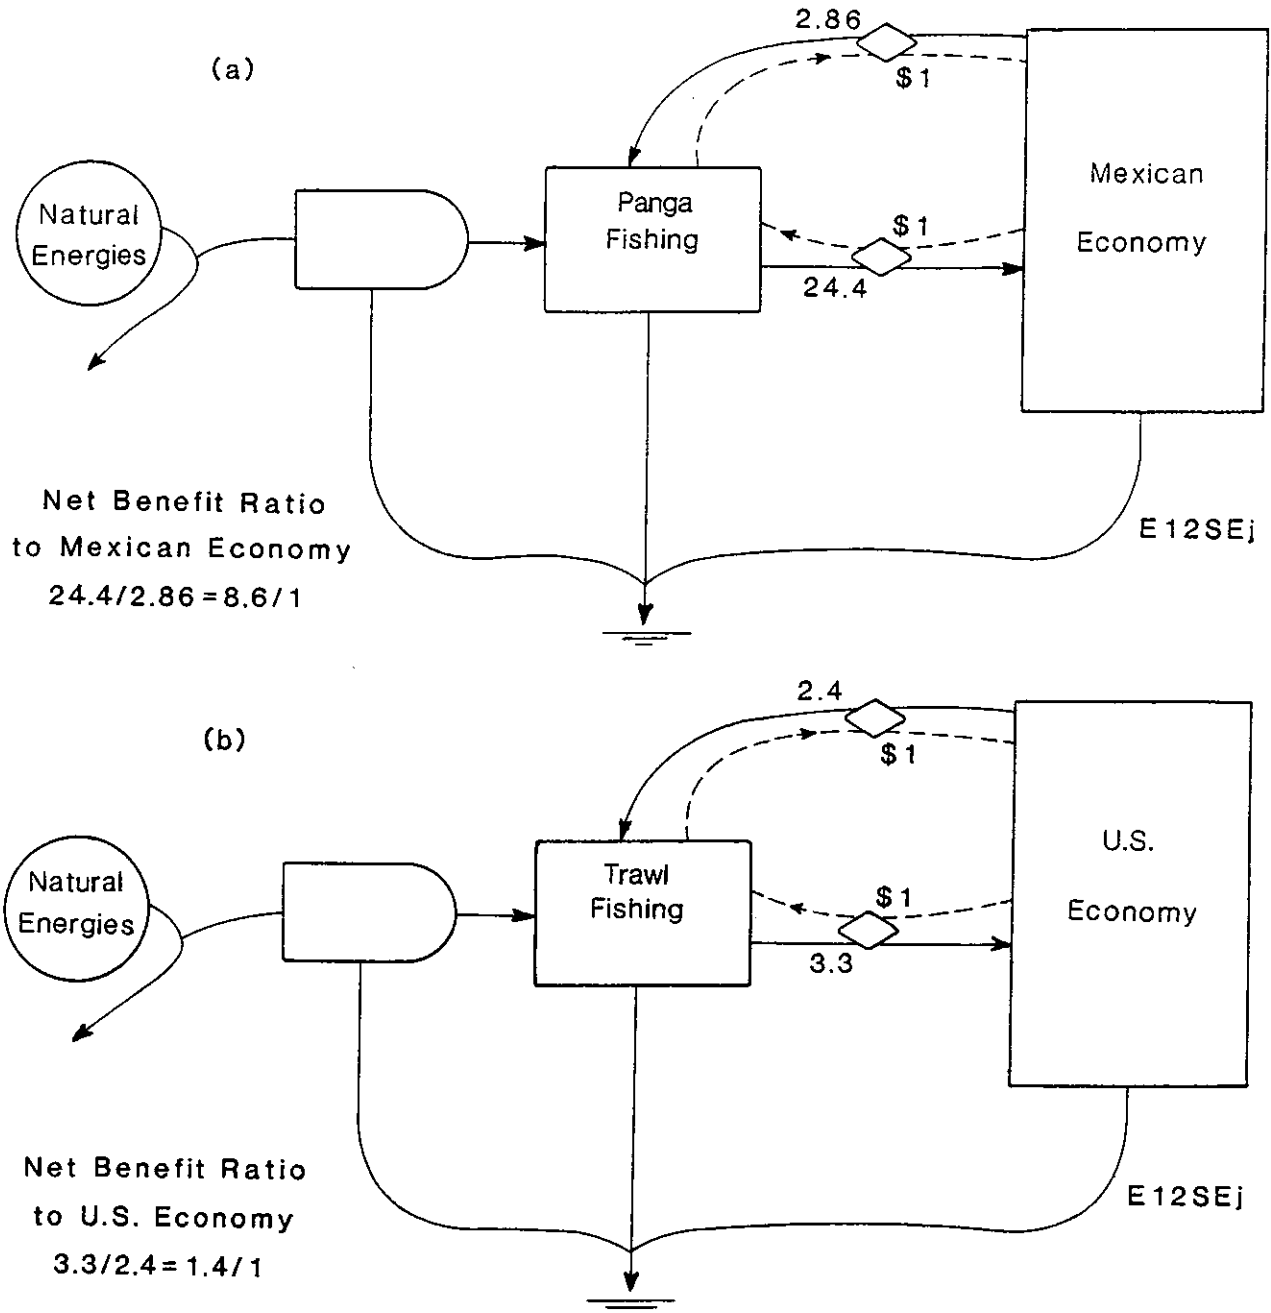 (a)
2.86
$1
Natural
Energies
Panga
Fishing
$1
24.4
Mexican
Economy
Net Benefit Ratio
to Mexican Economy
24.4/2.86=8.6/1
E12SEj
(b)
2.4
$1
Natural
Energies
Trawl
Fishing
$1
3.3
U.S.
Economy
Net Benefit Ratio
to U.S. Economy
3.3/2.4=1.4/1
E12SEj